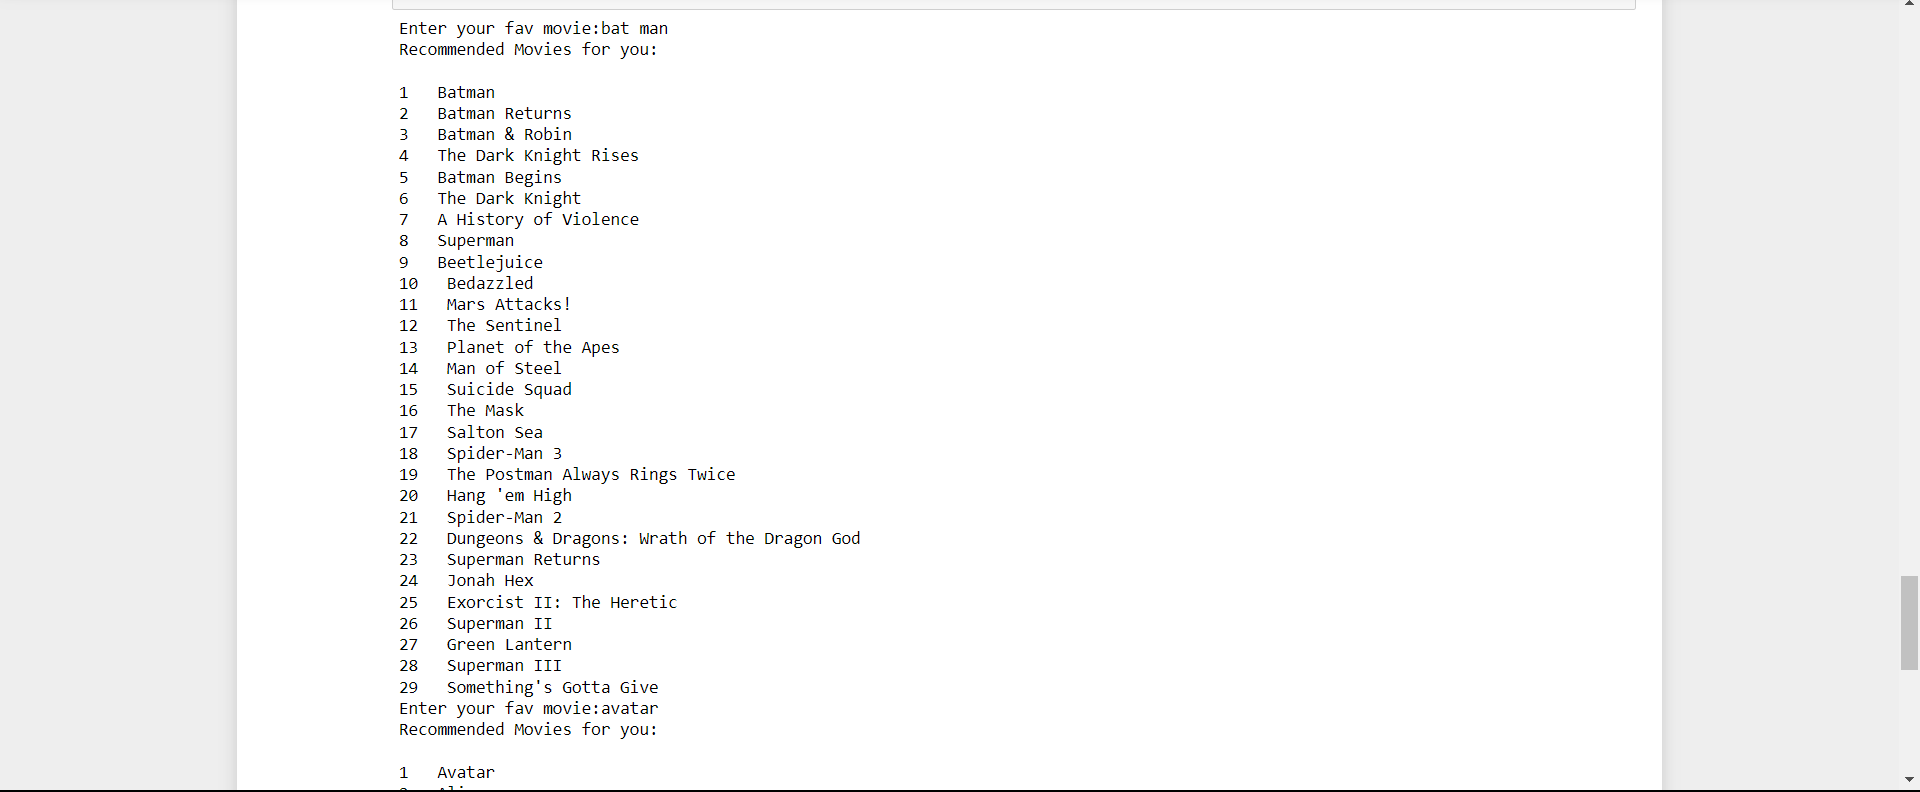 Enter your fav movie:bat man
Recommended Movies for you:
1 Batman
2 Batman Returns
3 Batman & Robin
4 The Dark Knight Rises
5 Batman Begins
6 The Dark Knight
7 A History of Violence
8 Superman
9 Beetlejuice
10 Bedazzled
11 Mars Attacks!
12 The Sentinel
13 Planet of the Apes
14 Man of Steel
15 Suicide Squad
16 The Mask
17 Salton Sea
18 Spider-Man 3
19 The Postman Always Rings Twice
20 Hang 'em High
21 Spider-Man 2
22 Dungeons & Dragons: Wrath of the Dragon God
23 Superman Returns
24 Jonah Hex
25 Exorcist II: The Heretic
26 Superman II
27 Green Lantern
28 Superman III
29 Something's Gotta Give
Enter your fav movie:avatar
Recommended Movies for you:
1 Avatar